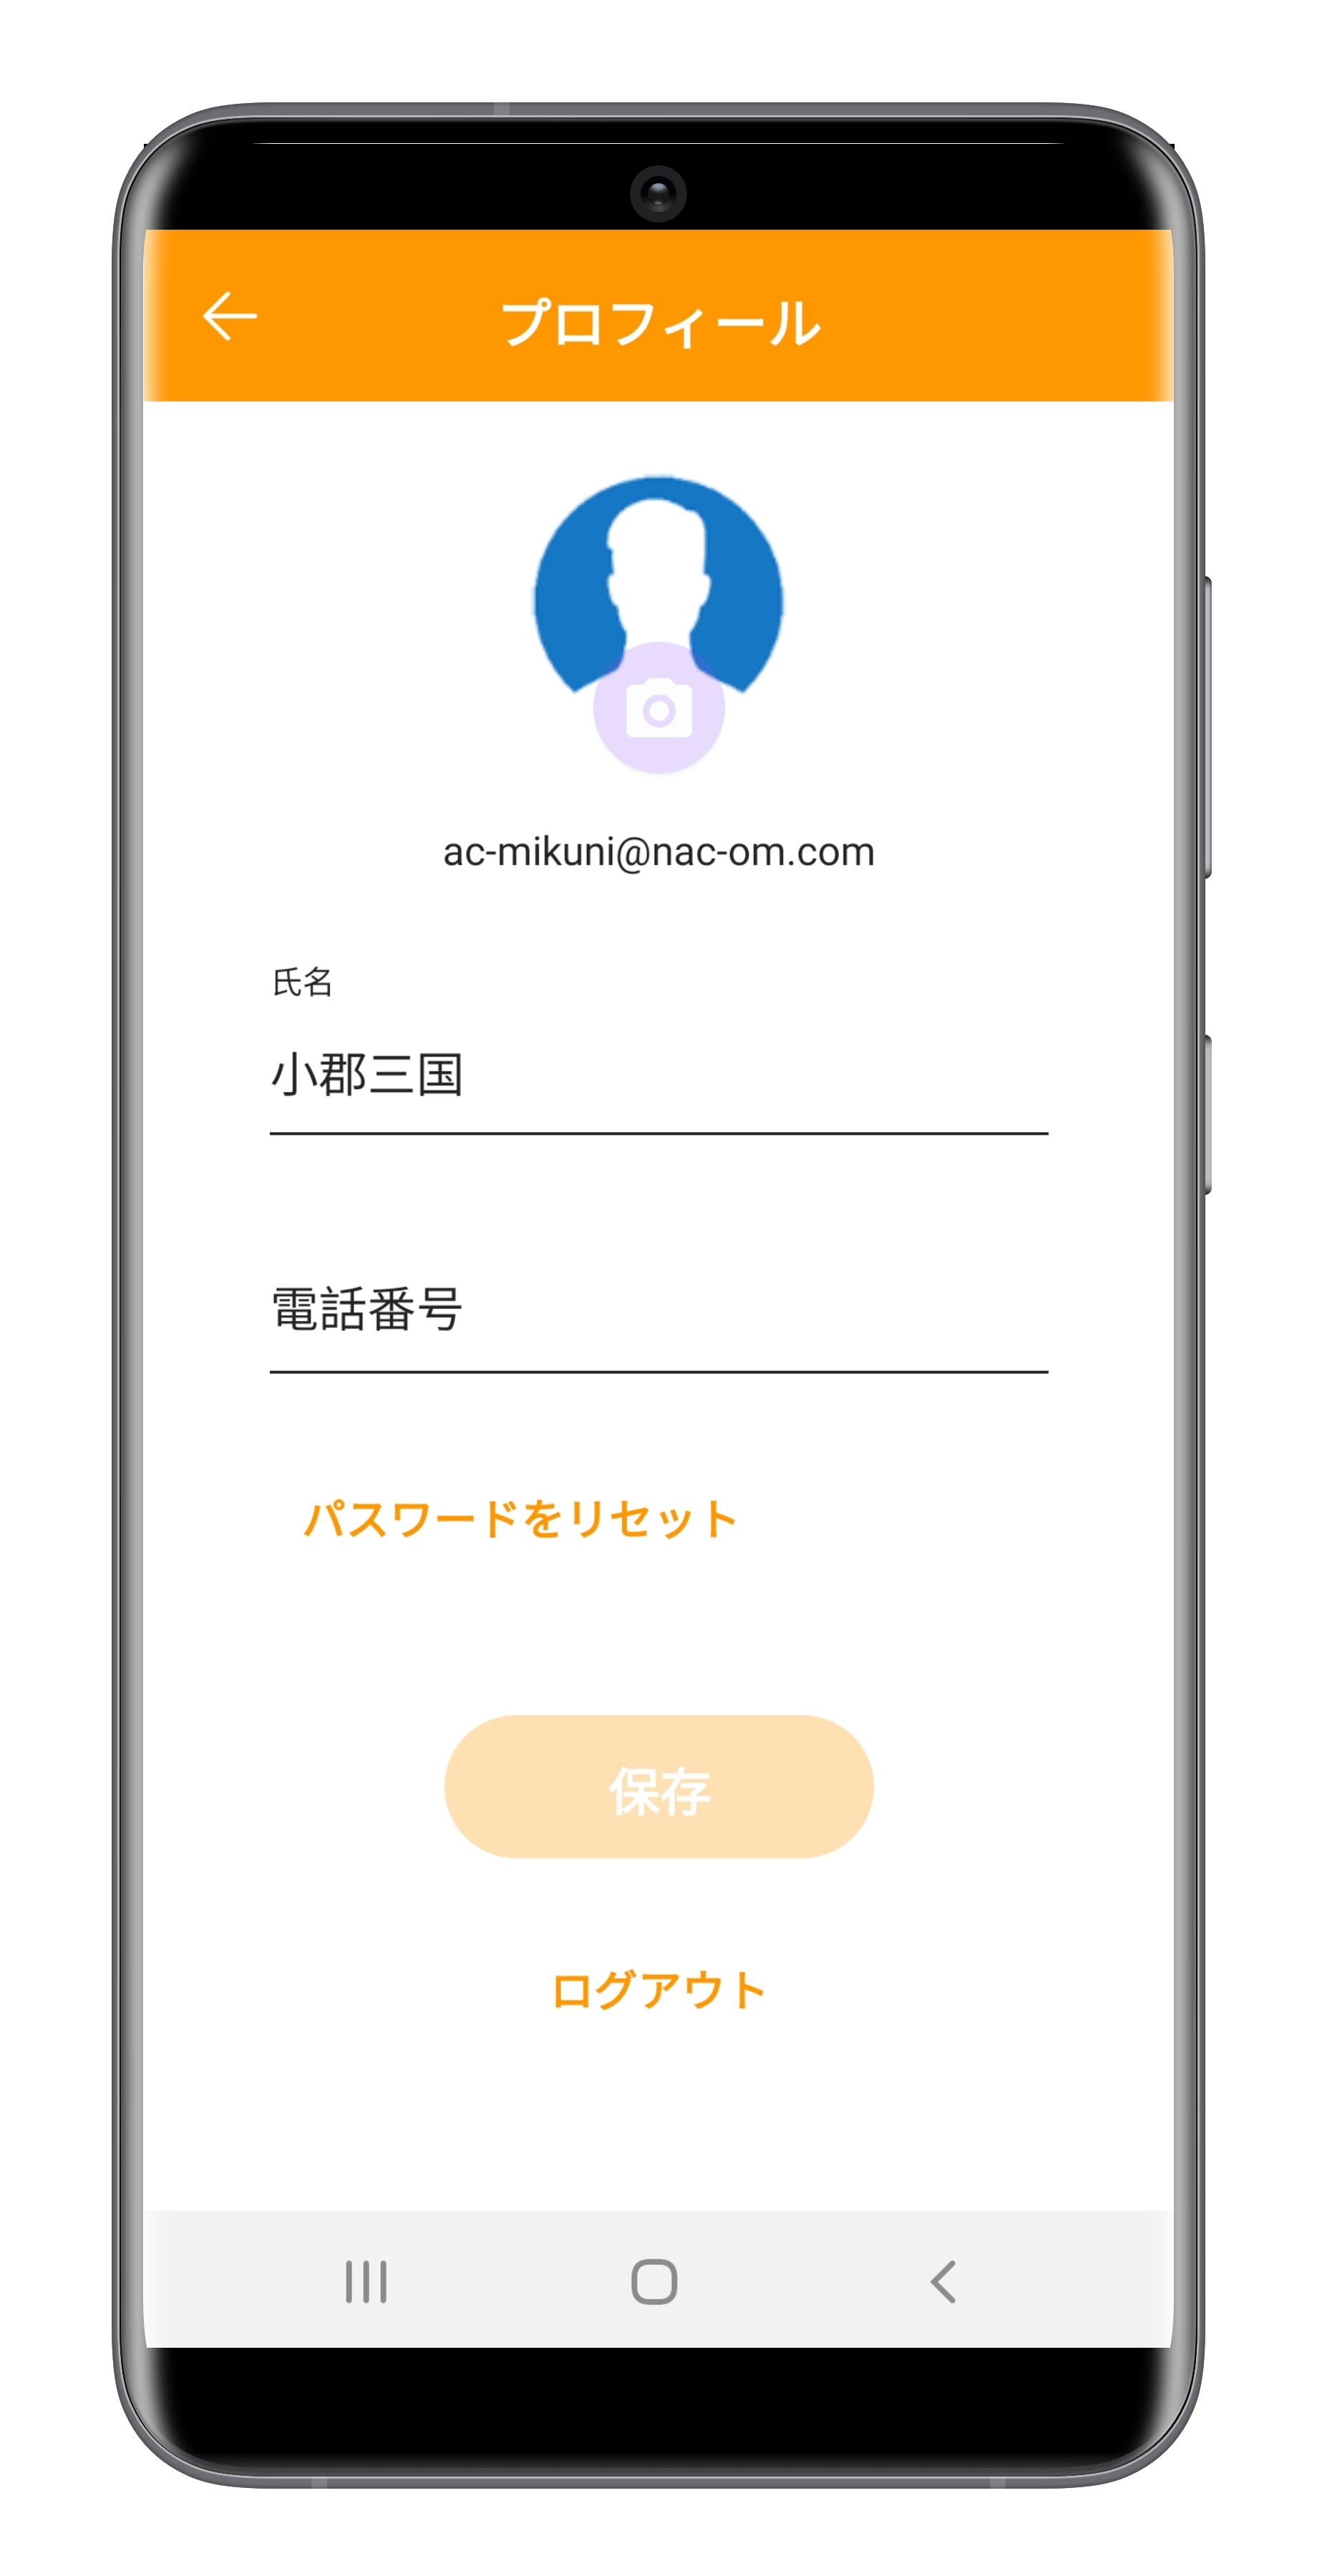 プロフィール
ac-mikuni@nac-om.com
氏名
小郡三国
電話番号
パスワードをリセット
保存
ログアウト